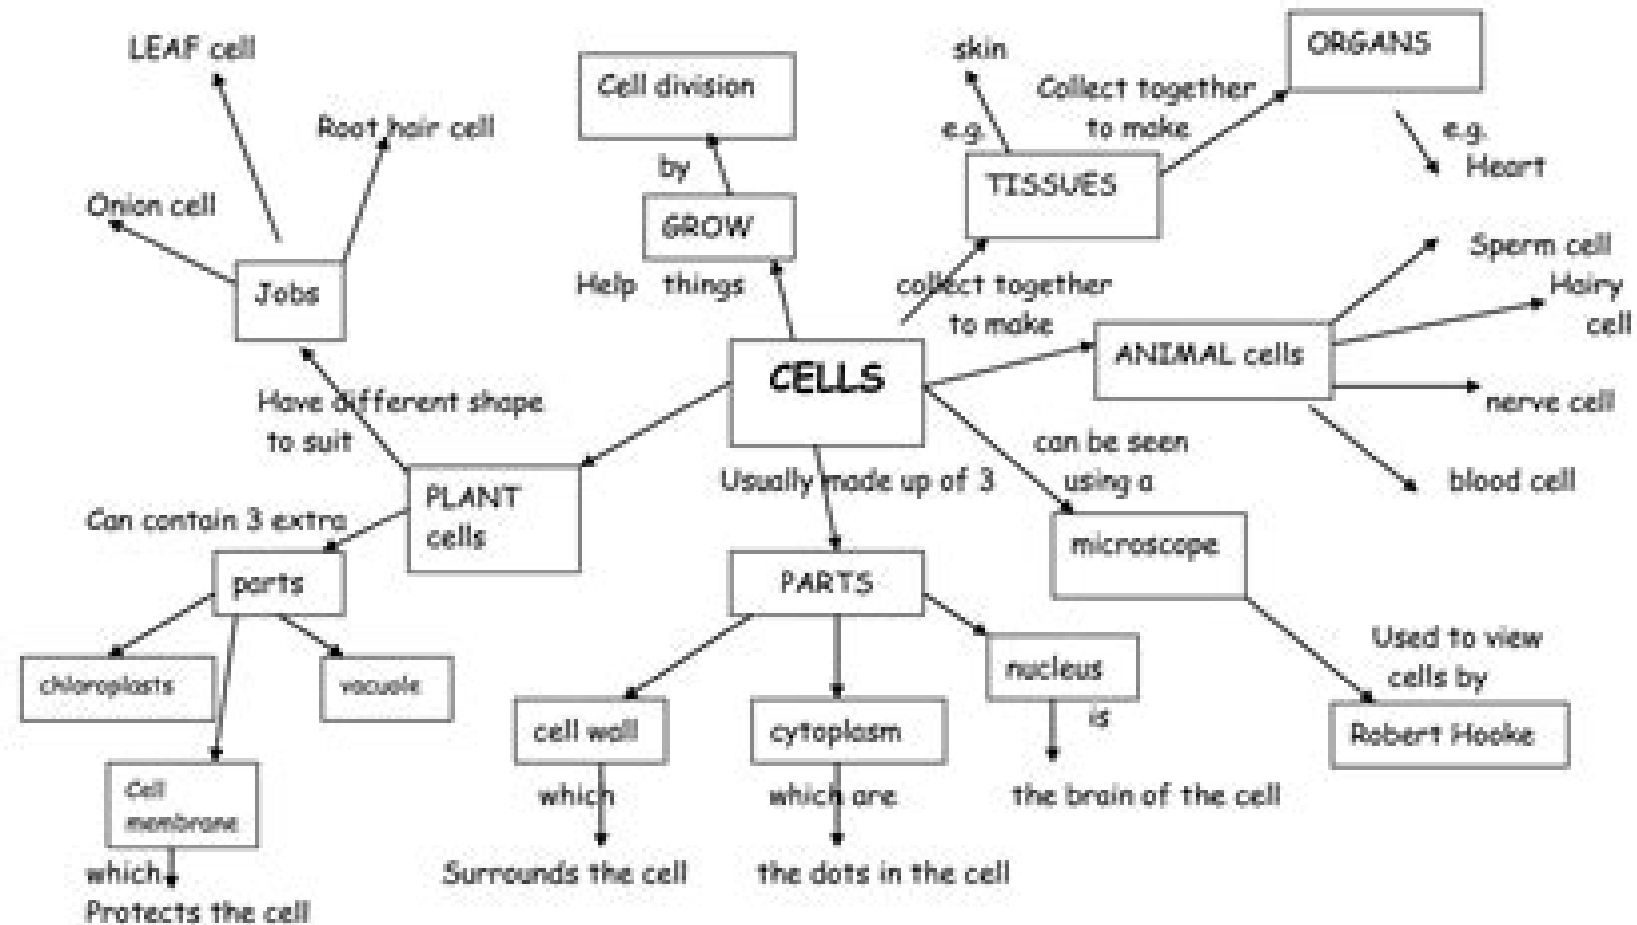 LEAF cell
skin
ORGANS
Cell division
Collect together
to make
Root hair cell
e.g.
e.g.
Heart
by
TISSUES
Onion cell
GROW
Sperm cell
Jobs
Help things
collect together
to make
Hairy
cell
ANIMAL cells
CELLS
Have different shape
to suit
nerve cell
can be seen
using a
Usually made up of 3
blood cell
PLANT
cells
Can contain 3 extra
microscope
parts
PARTS
Used to view
cells by
nucleus
chloroplasts
vacuole
is
cell wall
cytoplasm
Robert Hooke
Cell
membrane
which
which are
the brain of the cell
which
Surrounds the cell
the dots in the cell
Protects the cell